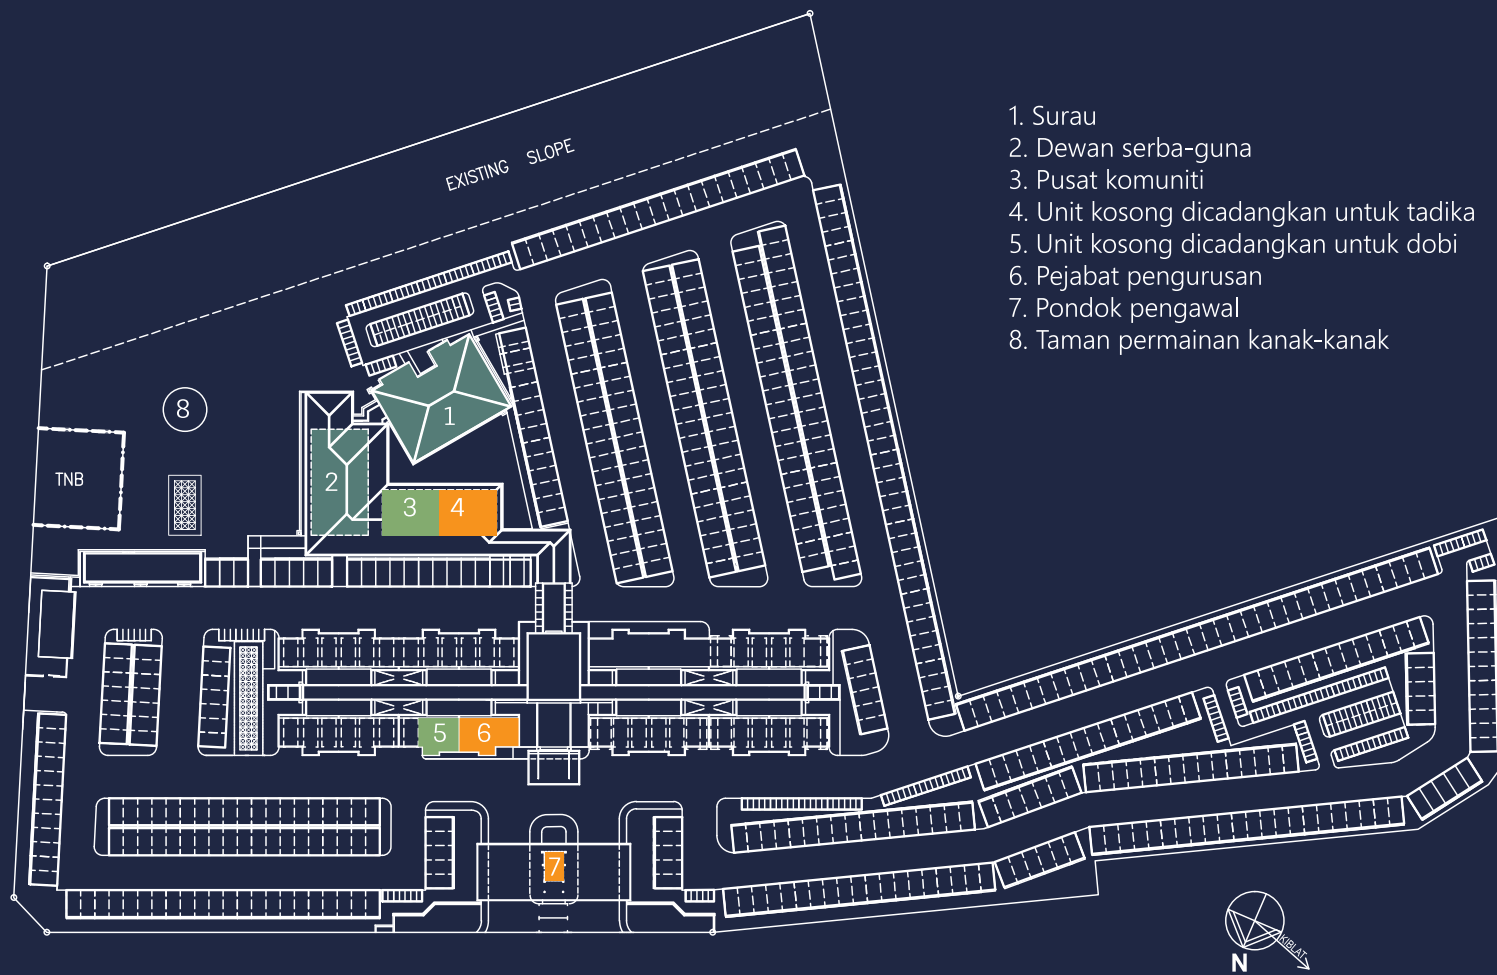 1. Surau
2. Dewan serba-guna
3. Pusat komuniti
4. Unit kosong dicadangkan untuk tadika
5. Unit kosong dicadangkan untuk dobi
6. Pejabat pengurusan
7. Pondok pengawal
8. Taman permainan kanak-kanak
EXISTING SLOPE
8
1
TNB
2
3
4
5
6
7
KIBLAT
N